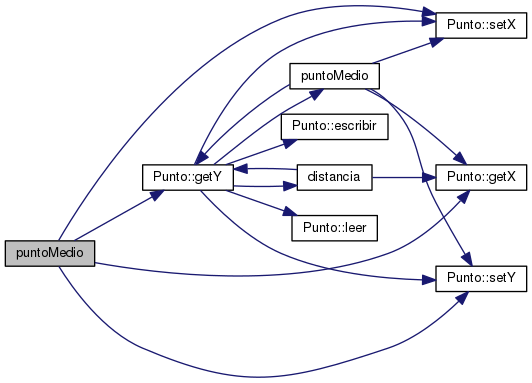 Punto::setX
puntoMedio
Punto::escribir
Punto::getY
distancia
Punto::getX
Punto::leer
puntoMedio
Punto::setY